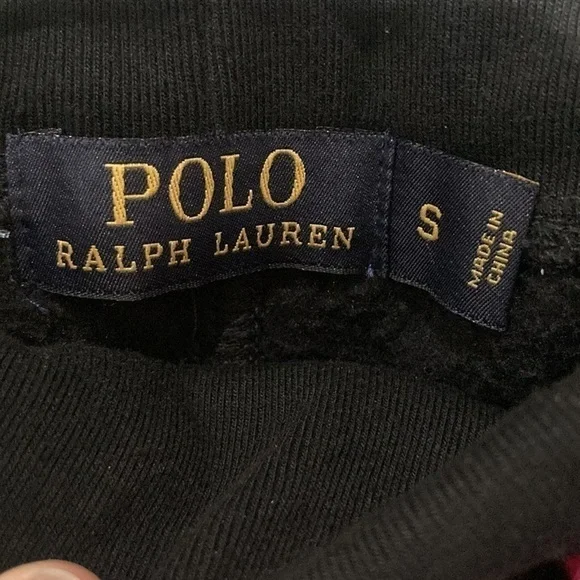 POLO
RALPH LAUREN
S
MADE IN
CHINA